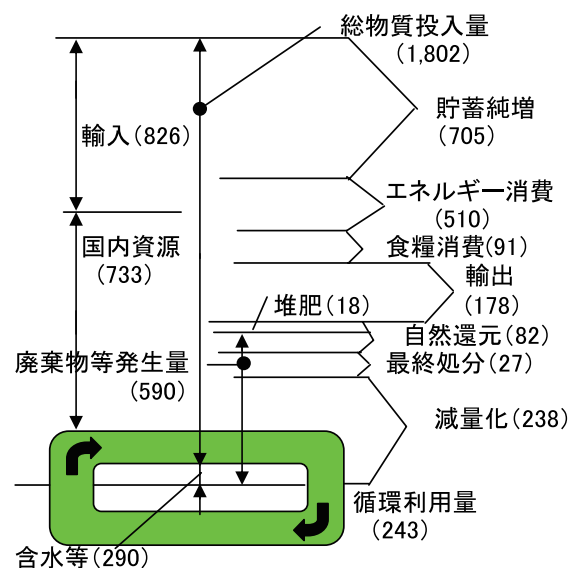 総物質投入量
(1,802)
輸入(826)
貯蓄純増
(705)
エネルギー消費
(510)
国内資源
(733)
食糧消費(91)
輸出
(178)
堆肥(18)
自然還元(82)
廃棄物等発生量
(590)
最終処分(27)
減量化(238)
循環利用量
(243)
含水等(290)